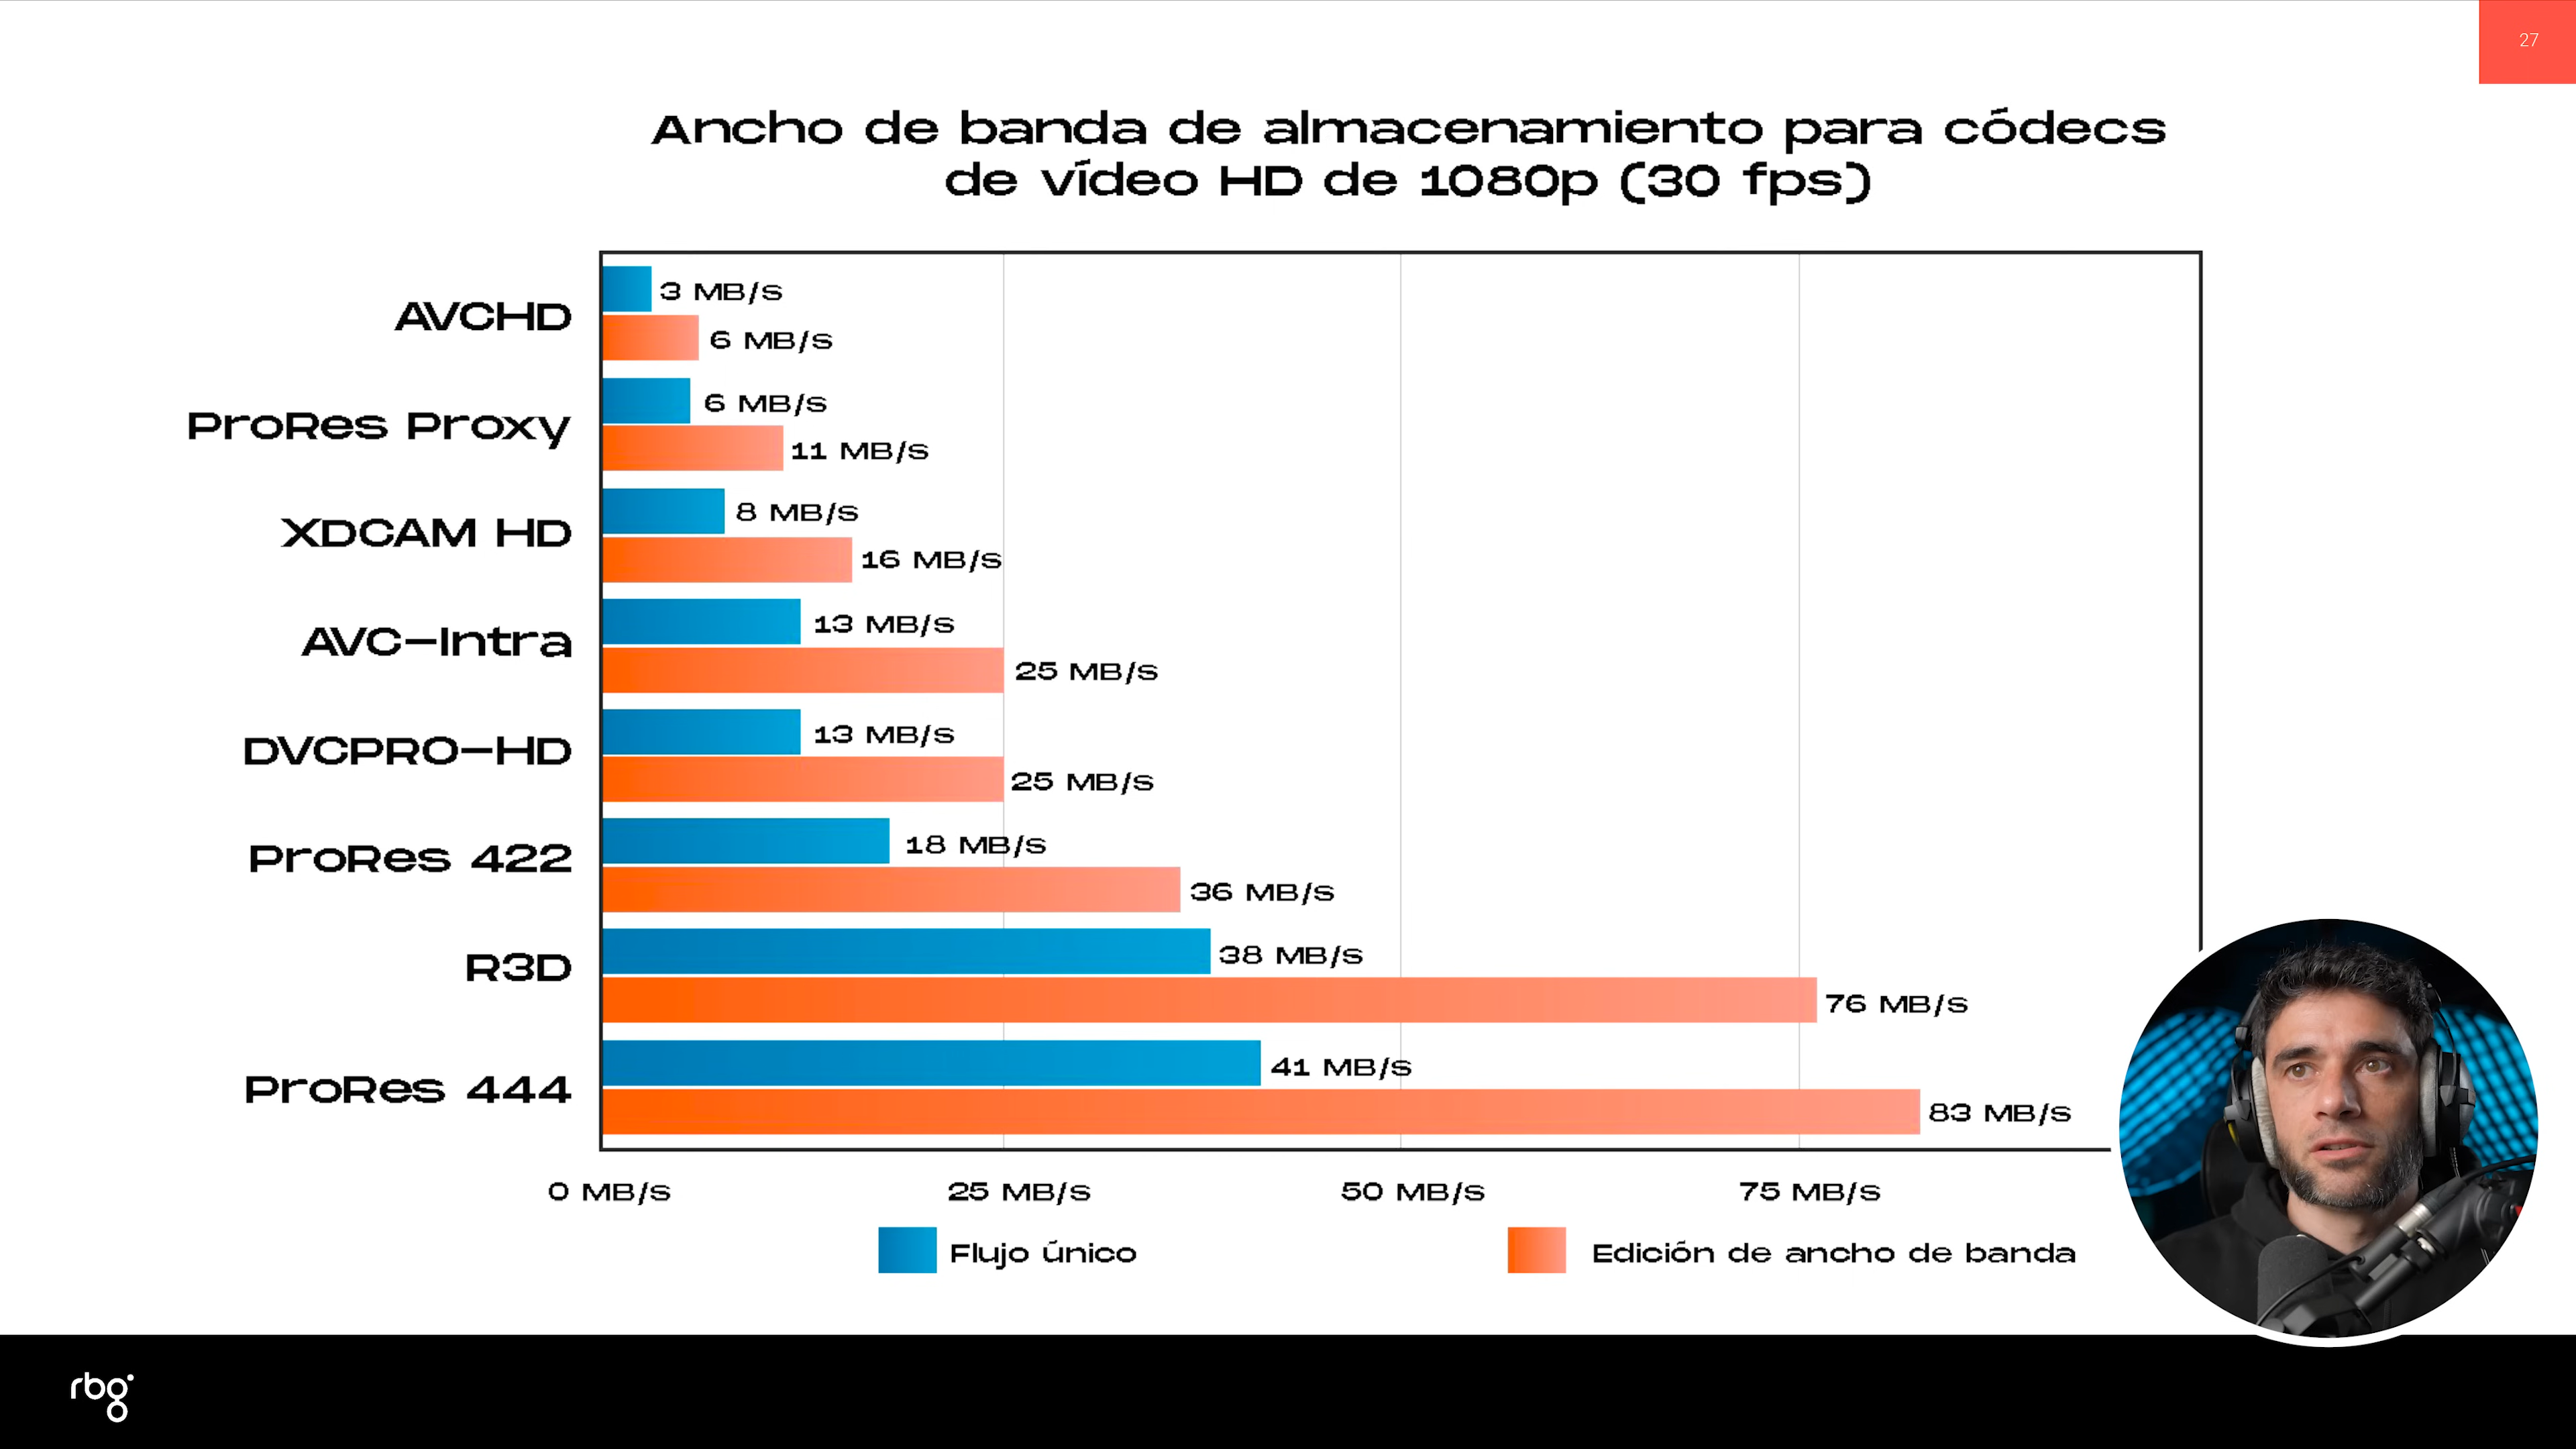 27
Ancho de banda de almacenamiento para códecs
de vídeo HD de 1080p (30 fps)
AVCHD
3 MB/s
6 MB/s
ProRes Proxy
6 MB/s
11 MB/s
XDCAM HD
8 MB/s
16 MB/s
AVC-Intra
13 MB/s
25 MB/s
DVCPRO-HD
13 MB/s
25 MB/s
ProRes 422
18 MB/s
36 MB/s
R3D
38 MB/s
76 MB/s
ProRes 444
41 MB/s
83 MB/s
0 MB/s 25 MB/s 50 MB/s 75 MB/s
Flujo único Edición de ancho de banda
rbg